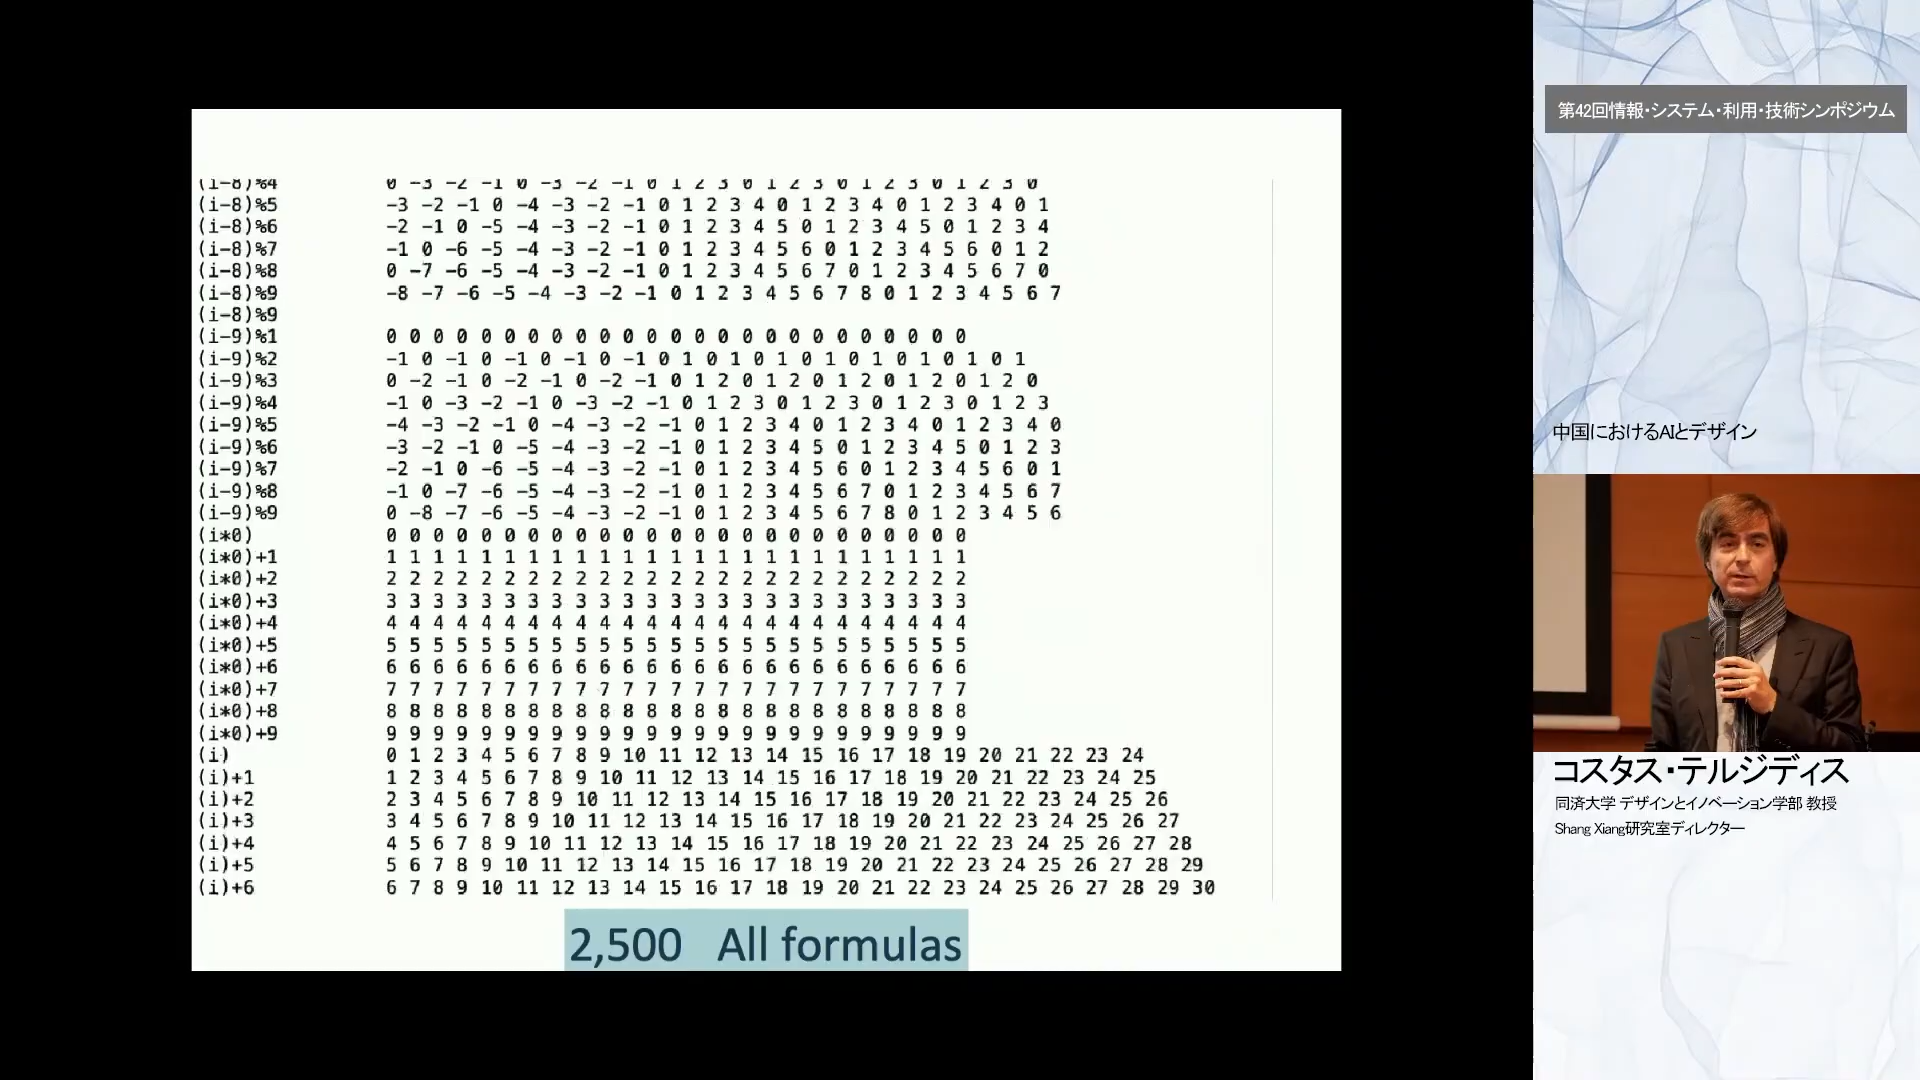 (i-8)%4 0 -3 -2 -1 0 -3 -2 -1 0 1 2 3 0 1 2 3 0 1 2 3 0 1 2 3 0
(i-8)%5 -3 -2 -1 0 -4 -3 -2 -1 0 1 2 3 4 0 1 2 3 4 0 1 2 3 4 0 1
(i-8)%6 -2 -1 0 -5 -4 -3 -2 -1 0 1 2 3 4 5 0 1 2 3 4 5 0 1 2 3 4
(i-8)%7 -1 0 -6 -5 -4 -3 -2 -1 0 1 2 3 4 5 6 0 1 2 3 4 5 6 0 1 2
(i-8)%8 0 -7 -6 -5 -4 -3 -2 -1 0 1 2 3 4 5 6 7 0 1 2 3 4 5 6 7 0
(i-8)%9 -8 -7 -6 -5 -4 -3 -2 -1 0 1 2 3 4 5 6 7 8 0 1 2 3 4 5 6 7
(i-8)%9
(i-9)%1 0 0 0 0 0 0 0 0 0 0 0 0 0 0 0 0 0 0 0 0 0 0 0 0 0
(i-9)%2 -1 0 -1 0 -1 0 -1 0 -1 0 1 0 1 0 1 0 1 0 1 0 1 0 1 0 1
(i-9)%3 0 -2 -1 0 -2 -1 0 -2 -1 0 1 2 0 1 2 0 1 2 0 1 2 0 1 2 0
(i-9)%4 -1 0 -3 -2 -1 0 -3 -2 -1 0 1 2 3 0 1 2 3 0 1 2 3 0 1 2 3
(i-9)%5 -4 -3 -2 -1 0 -4 -3 -2 -1 0 1 2 3 4 0 1 2 3 4 0 1 2 3 4 0
(i-9)%6 -3 -2 -1 0 -5 -4 -3 -2 -1 0 1 2 3 4 5 0 1 2 3 4 5 0 1 2 3
(i-9)%7 -2 -1 0 -6 -5 -4 -3 -2 -1 0 1 2 3 4 5 6 0 1 2 3 4 5 6 0 1
(i-9)%8 -1 0 -7 -6 -5 -4 -3 -2 -1 0 1 2 3 4 5 6 7 0 1 2 3 4 5 6 7
(i-9)%9 0 -8 -7 -6 -5 -4 -3 -2 -1 0 1 2 3 4 5 6 7 8 0 1 2 3 4 5 6
(i*0) 0 0 0 0 0 0 0 0 0 0 0 0 0 0 0 0 0 0 0 0 0 0 0 0 0
(i*0)+1 1 1 1 1 1 1 1 1 1 1 1 1 1 1 1 1 1 1 1 1 1 1 1 1 1
(i*0)+2 2 2 2 2 2 2 2 2 2 2 2 2 2 2 2 2 2 2 2 2 2 2 2 2 2
(i*0)+3 3 3 3 3 3 3 3 3 3 3 3 3 3 3 3 3 3 3 3 3 3 3 3 3 3
(i*0)+4 4 4 4 4 4 4 4 4 4 4 4 4 4 4 4 4 4 4 4 4 4 4 4 4 4
(i*0)+5 5 5 5 5 5 5 5 5 5 5 5 5 5 5 5 5 5 5 5 5 5 5 5 5 5
(i*0)+6 6 6 6 6 6 6 6 6 6 6 6 6 6 6 6 6 6 6 6 6 6 6 6 6 6
(i*0)+7 7 7 7 7 7 7 7 7 7 7 7 7 7 7 7 7 7 7 7 7 7 7 7 7 7
(i*0)+8 8 8 8 8 8 8 8 8 8 8 8 8 8 8 8 8 8 8 8 8 8 8 8 8 8
(i*0)+9 9 9 9 9 9 9 9 9 9 9 9 9 9 9 9 9 9 9 9 9 9 9 9 9 9
(i) 0 1 2 3 4 5 6 7 8 9 10 11 12 13 14 15 16 17 18 19 20 21 22 23 24
(i)+1 1 2 3 4 5 6 7 8 9 10 11 12 13 14 15 16 17 18 19 20 21 22 23 24 25
(i)+2 2 3 4 5 6 7 8 9 10 11 12 13 14 15 16 17 18 19 20 21 22 23 24 25 26
(i)+3 3 4 5 6 7 8 9 10 11 12 13 14 15 16 17 18 19 20 21 22 23 24 25 26 27
(i)+4 4 5 6 7 8 9 10 11 12 13 14 15 16 17 18 19 20 21 22 23 24 25 26 27 28
(i)+5 5 6 7 8 9 10 11 12 13 14 15 16 17 18 19 20 21 22 23 24 25 26 27 28 29
(i)+6 6 7 8 9 10 11 12 13 14 15 16 17 18 19 20 21 22 23 24 25 26 27 28 29 30
2,500 All formulas
第42回情報・システム・利用・技術シンポジウム
中国におけるAIとデザイン
コスタス・テルジディス
同済大学 デザインとイノベーション学部 教授
Shang Xiang研究室ディレクター